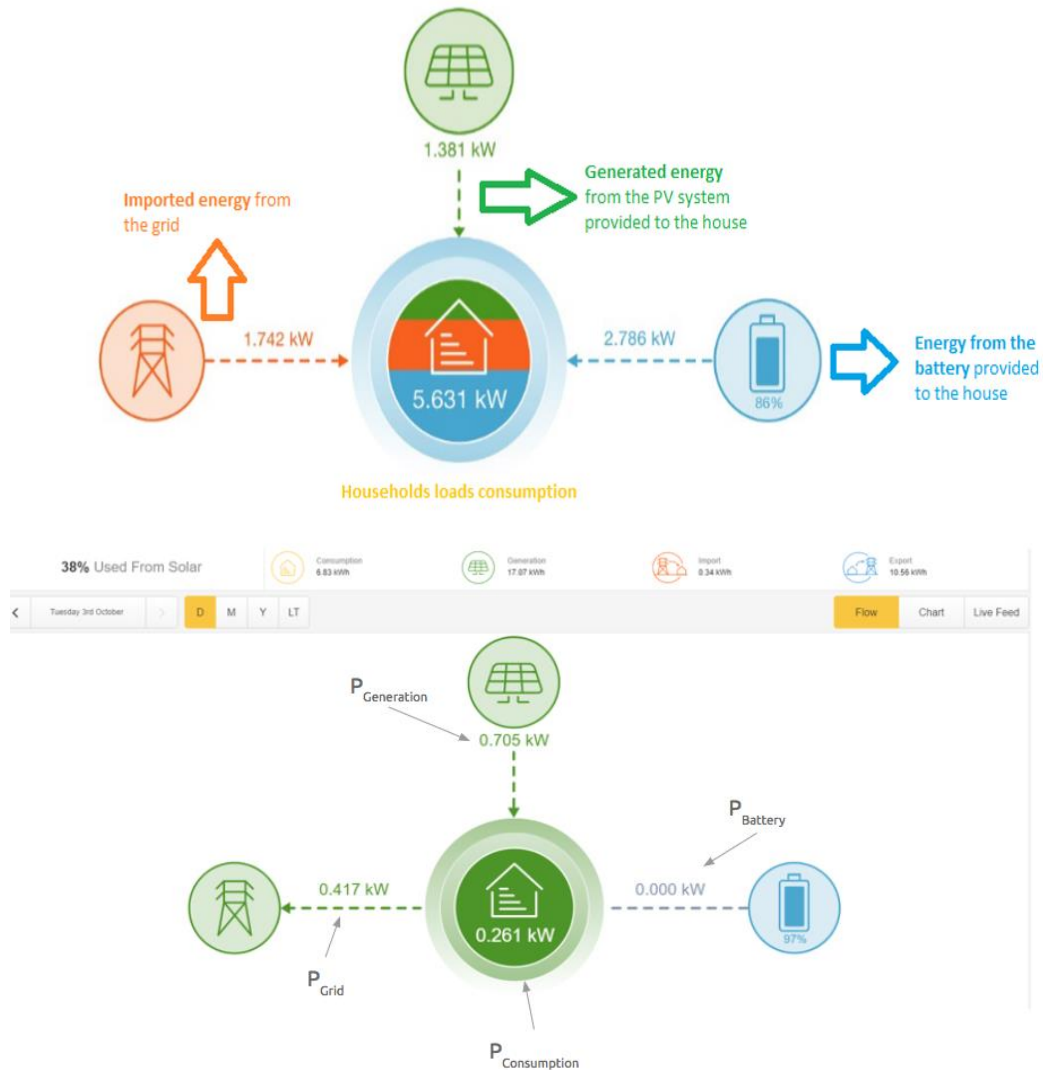 1.381 kW
Generated energy
from the PV system
provided to the house
Imported energy from
the grid
1.742 kW
2.786 kW
5.631 kW
86%
Energy from the
battery provided
to the house
Households loads consumption
38% Used From Solar
Consumption
6.83 kWh
Generation
17.07 kWh
Import
0.34 kWh
Export
10.56 kWh
Tuesday 3rd October
D M Y LT
Flow Chart Live Feed
P Generation
0.705 kW
P Battery
0.417 kW
0.000 kW
0.261 kW
97%
P Grid
P Consumption